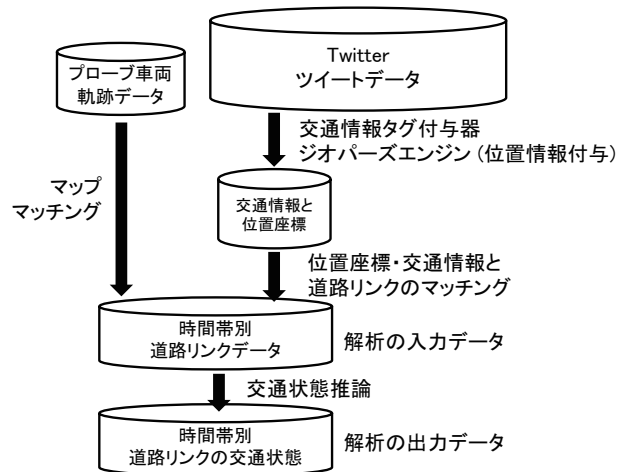 プローブ車両
軌跡データ
Twitter
ツイートデータ
交通情報タグ付与器
ジオパーズエンジン(位置情報付与)
マップ
マッチング
交通情報と
位置座標
位置座標・交通情報と
道路リンクのマッチング
時間帯別
道路リンクデータ
解析の入力データ
交通状態推論
時間帯別
道路リンクの交通状態
解析の出力データ